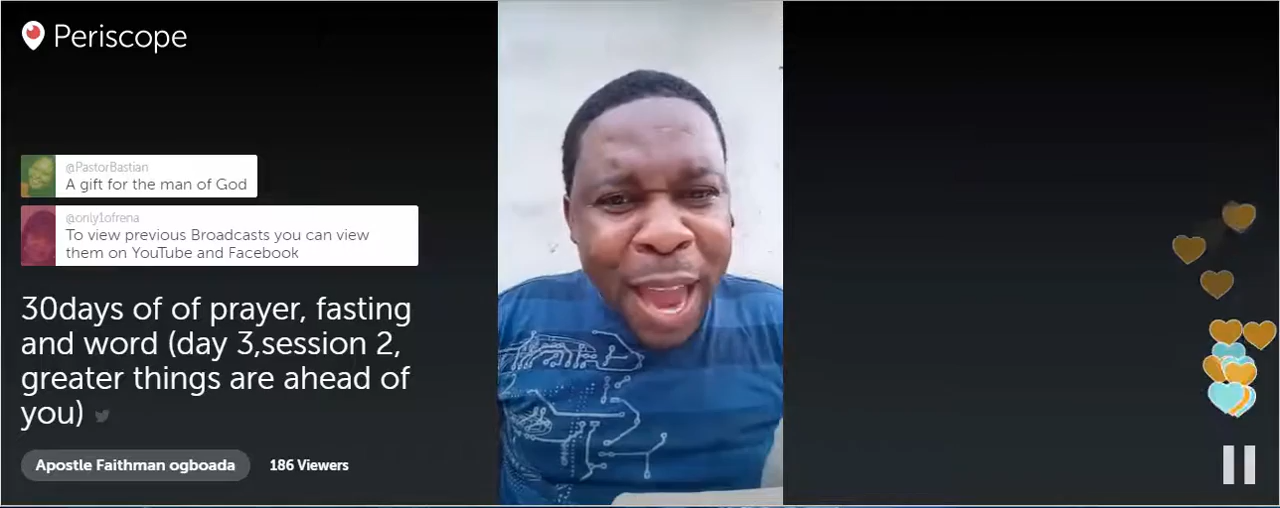 Periscope
@PastorBastian
A gift for the man of God
@only1ofrena
To view previous Broadcasts you can view
them on YouTube and Facebook
30days of of prayer, fasting
and word (day 3,session 2,
greater things are ahead of
you)
Apostle Faithman ogboada
186 Viewers